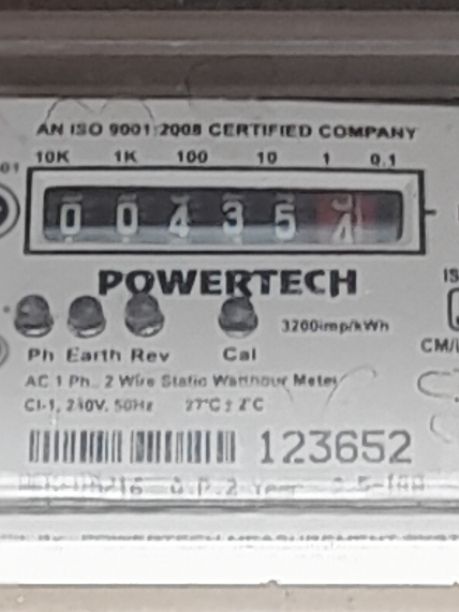 AN ISO 9001:2008 CERTIFIED COMPANY
10K 1K 100 10 1 0.1
0 0 4 3 5 4
POWERTECH
3200imp/kWh
Ph Earth Rev Cal
AC 1 Ph. 2 Wire Static Watthour Meter
Cl-1, 240V, 50Hz 27°C ± 2°C
123652